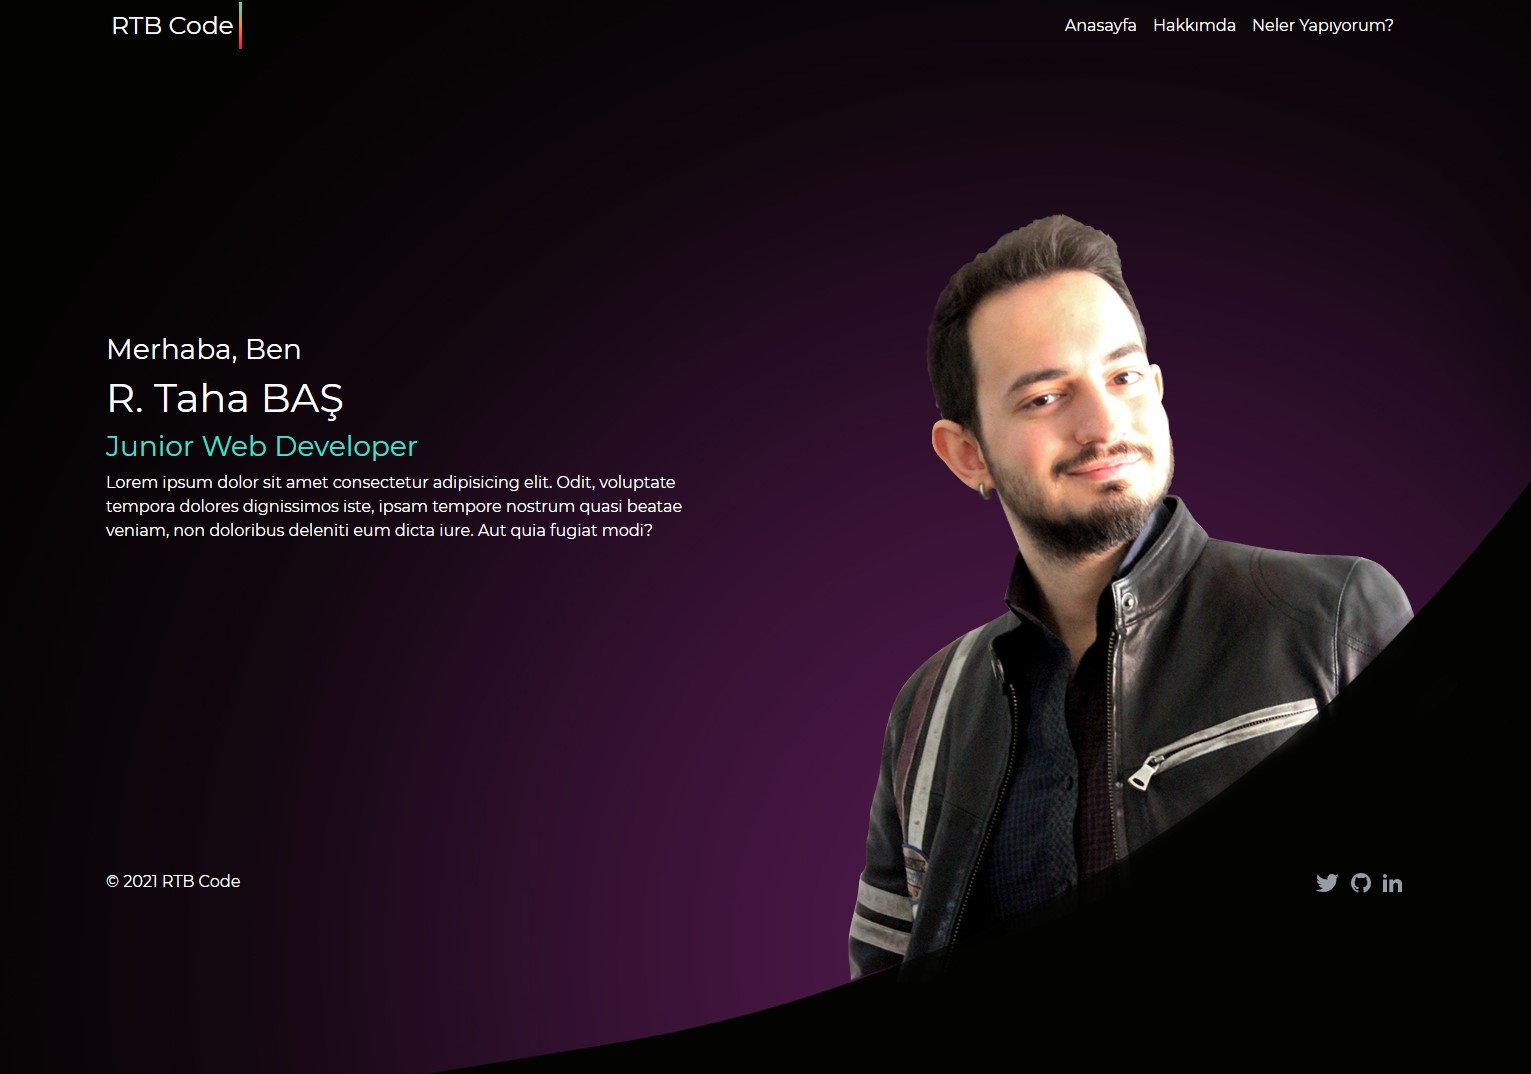 RTB Code
Anasayfa Hakkımda Neler Yapıyorum?
Merhaba, Ben
R. Taha BAŞ
Junior Web Developer
Lorem ipsum dolor sit amet consectetur adipisicing elit. Odit, voluptate
tempora dolores dignissimos iste, ipsam tempore nostrum quasi beatae
veniam, non doloribus deleniti eum dicta iure. Aut quia fugiat modi?
© 2021 RTB Code